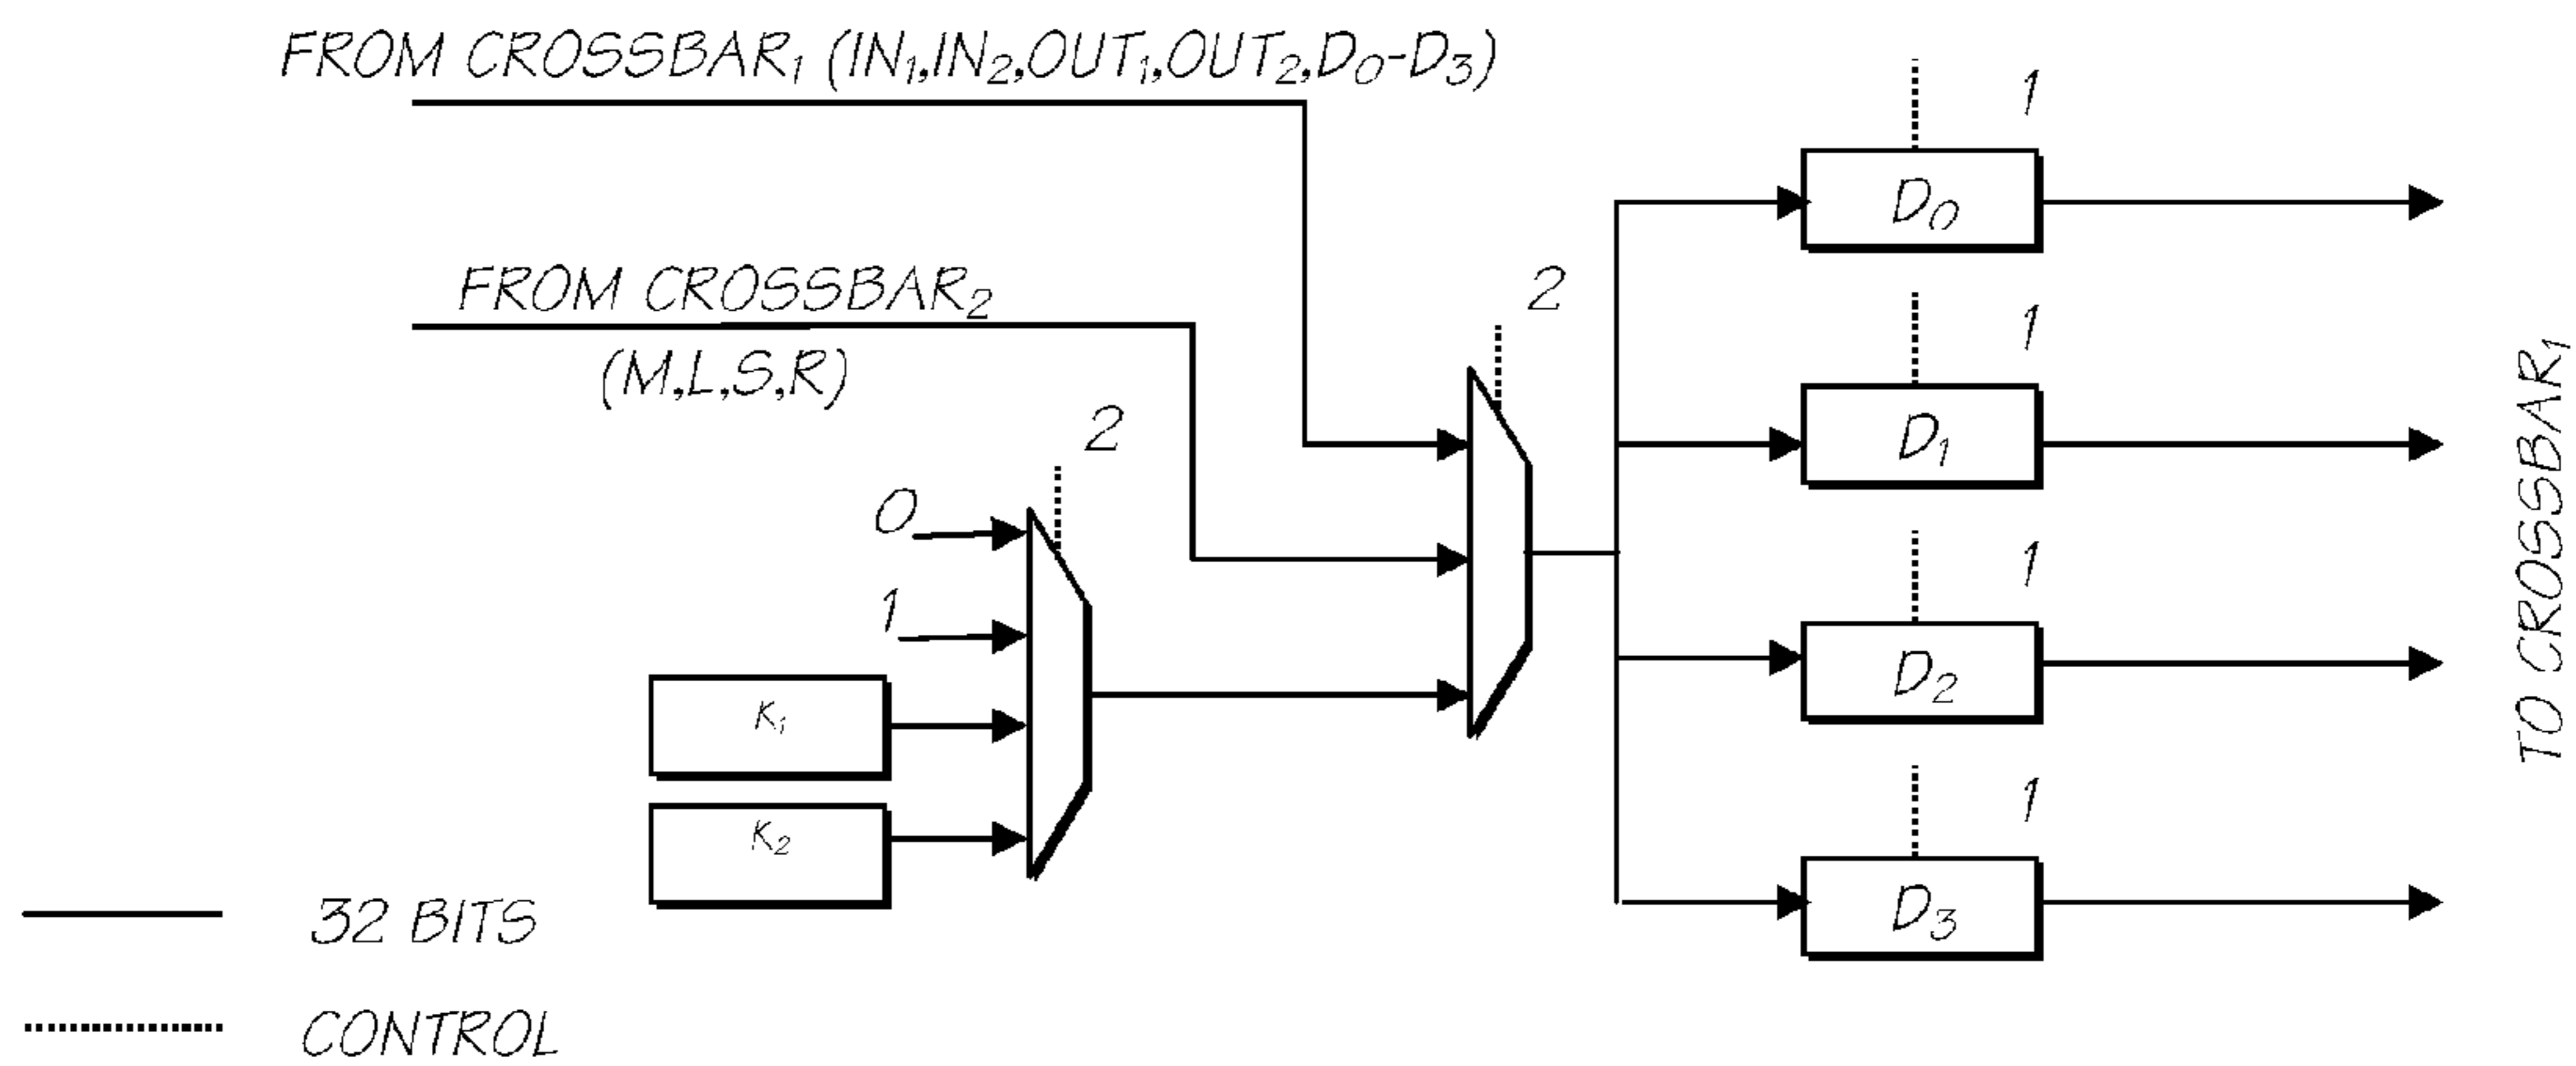 FROM CROSSBAR₁ (IN₁,IN₂,OUT₁,OUT₂,D₀-D₃)
1
D₀
FROM CROSSBAR₂
(M,L,S,R)
2
1
D₁
2
0
1
K₁
K₂
1
D₂
1
D₃
TO CROSSBAR₁
32 BITS
CONTROL